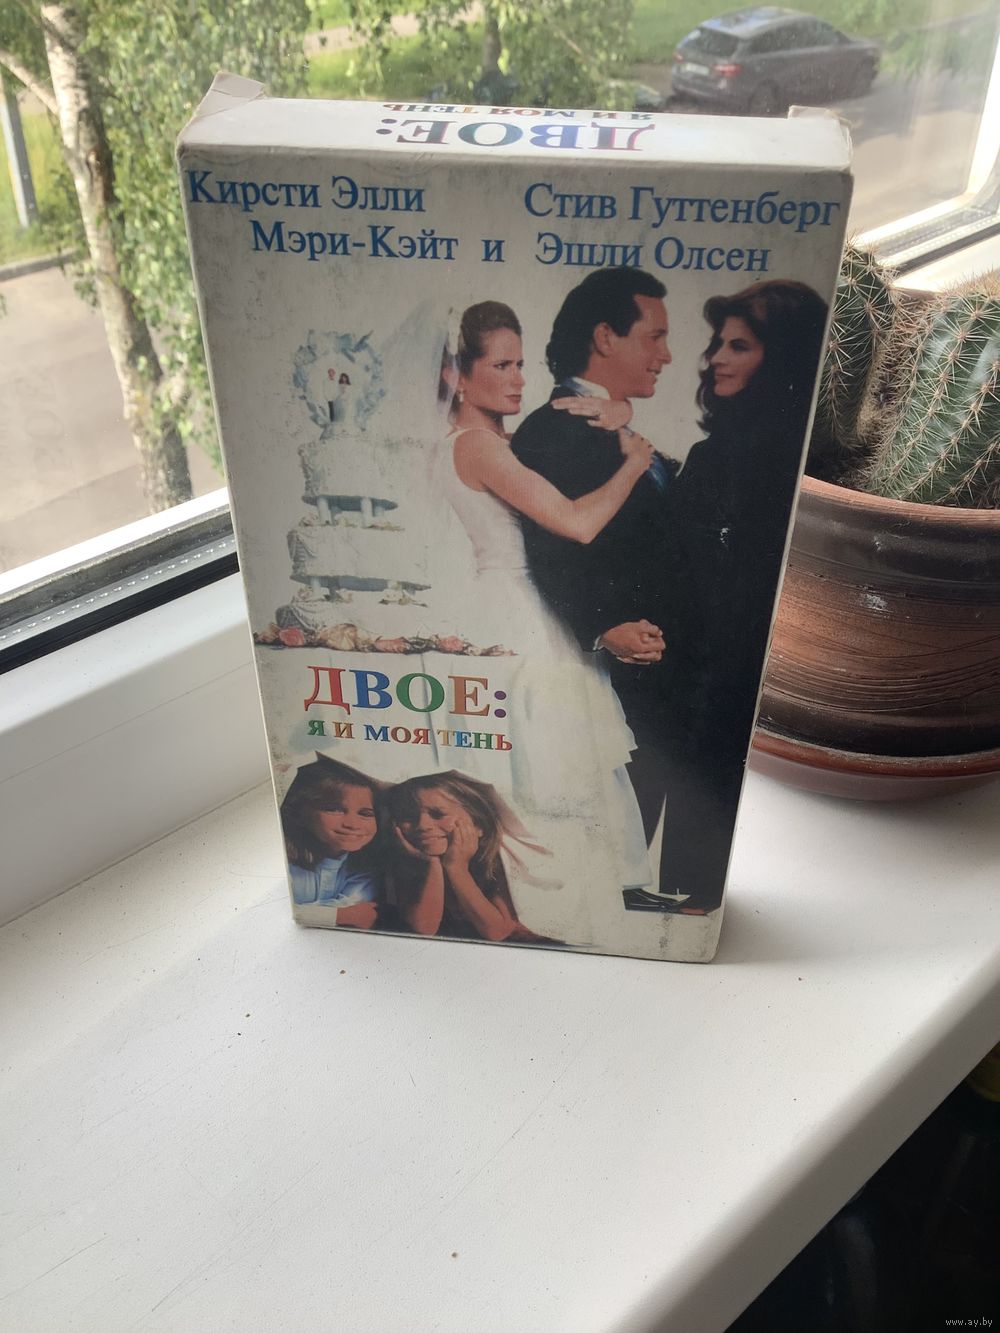 ДВОЕ:
Я И МОЯ ТЕНЬ
Кирсти Элли Стив Гуттенберг
Мэри-Кэйт и Эшли Олсен
ДВОЕ:
Я И МОЯ ТЕНЬ
www.ay.by